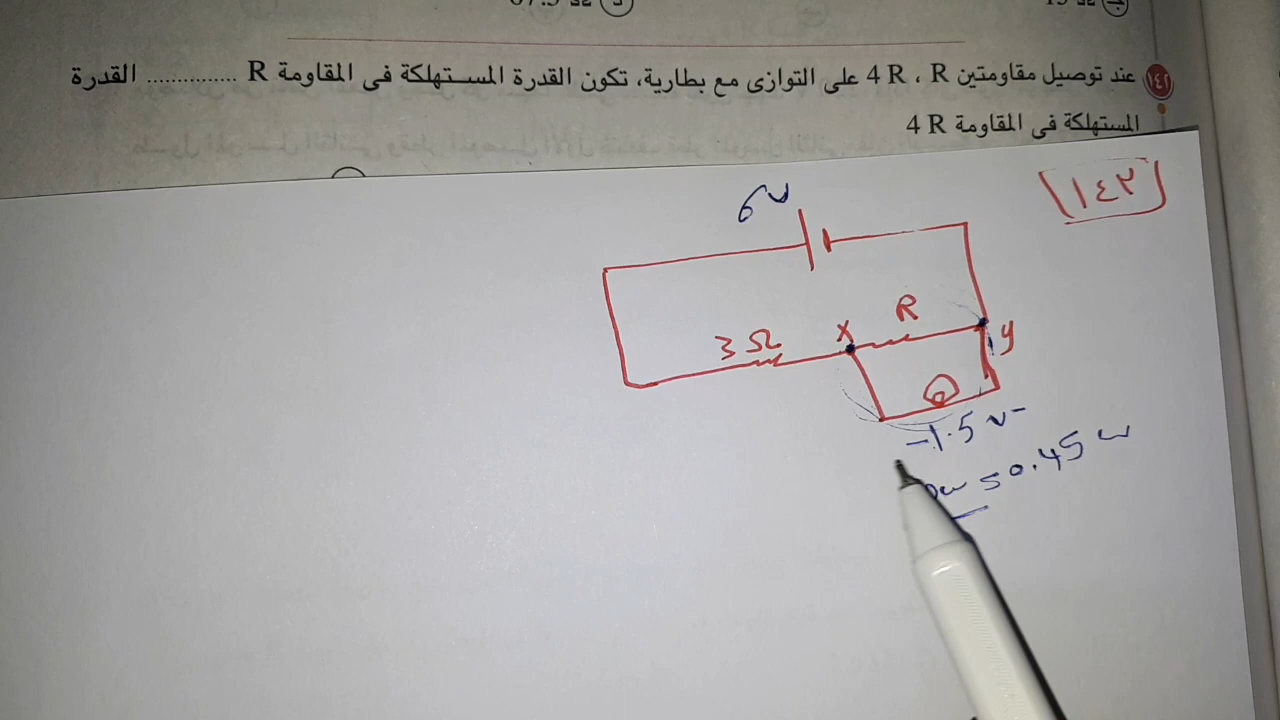 ١٤٢ عند توصيل مقاومتين 4 R ، R على التوازى مع بطارية، تكون القدرة المستهلكة فى المقاومة R .............. القدرة
المستهلكة فى المقاومة 4 R
١٤٣
6v
R
3 Ω
X
y
1.5 v
0.45 w